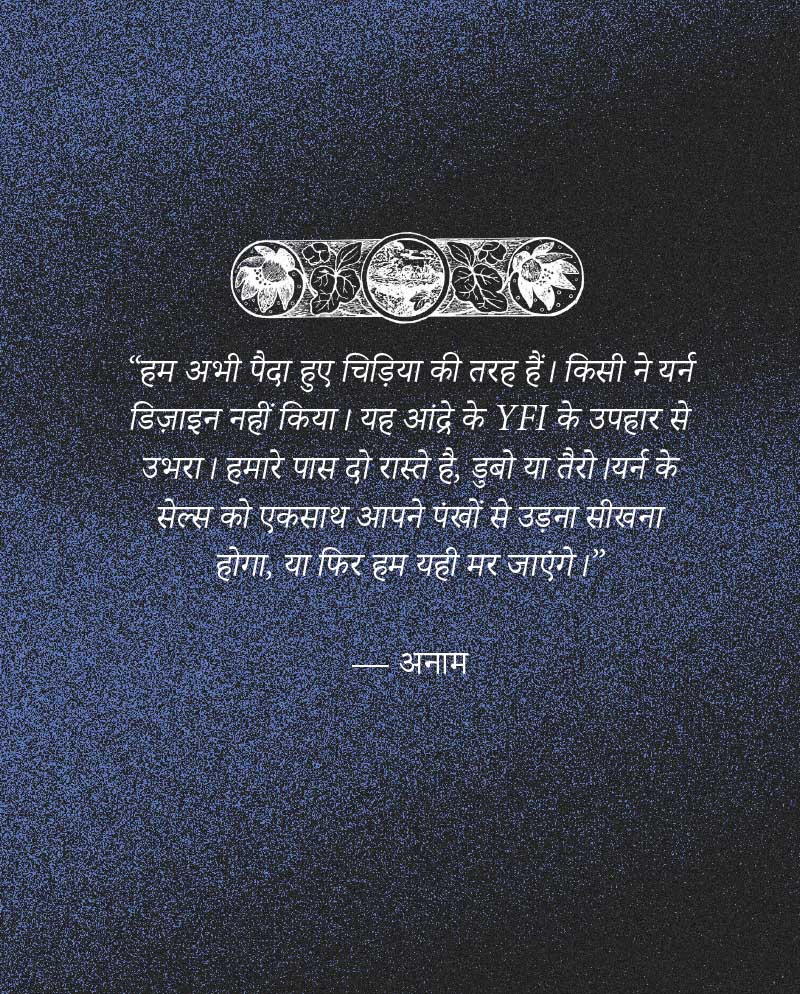 “हम अभी पैदा हुए चिड़िया की तरह हैं। किसी ने यर्न
डिज़ाइन नहीं किया। यह आंद्रे के YFI के उपहार से
उभरा। हमारे पास दो रास्ते है, डुबो या तैरो।यर्न के
सेल्स को एकसाथ आपने पंखों से उड़ना सीखना
होगा, या फिर हम यही मर जाएंगे।”
— अनाम